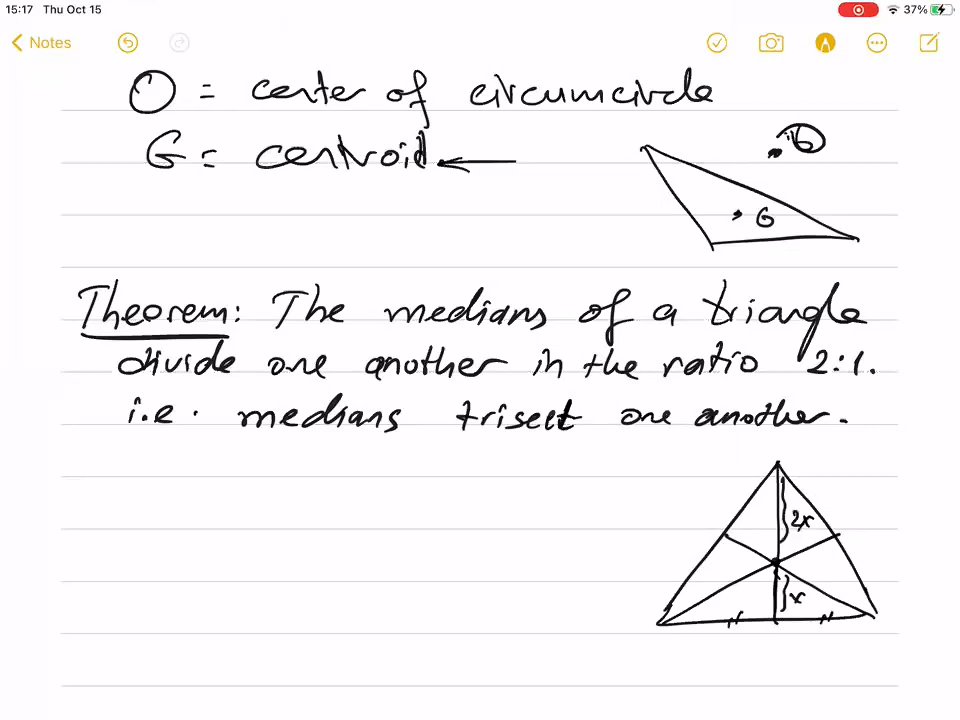 15:17 Thu Oct 15
37%
Notes
O = center of circumcircle
G = centroid ←
G
Theorem: The medians of a triangle
divide one another in the ratio 2:1.
i.e. medians trisect one another.
2x
x